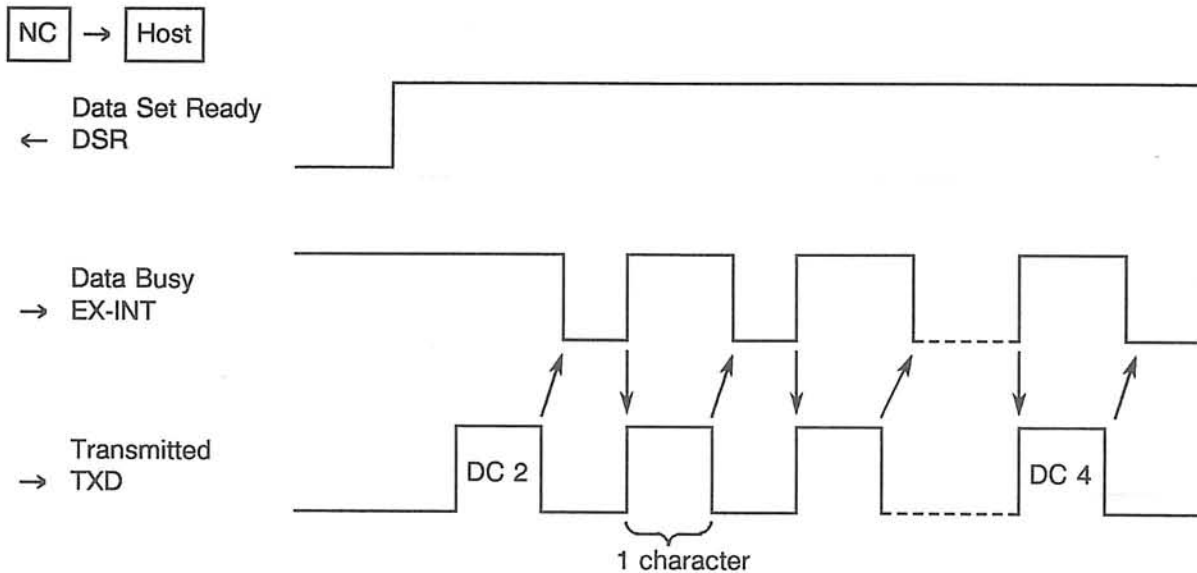 NC → Host
Data Set Ready
← DSR
Data Busy
→ EX-INT
Transmitted
→ TXD
DC 2
DC 4
1 character